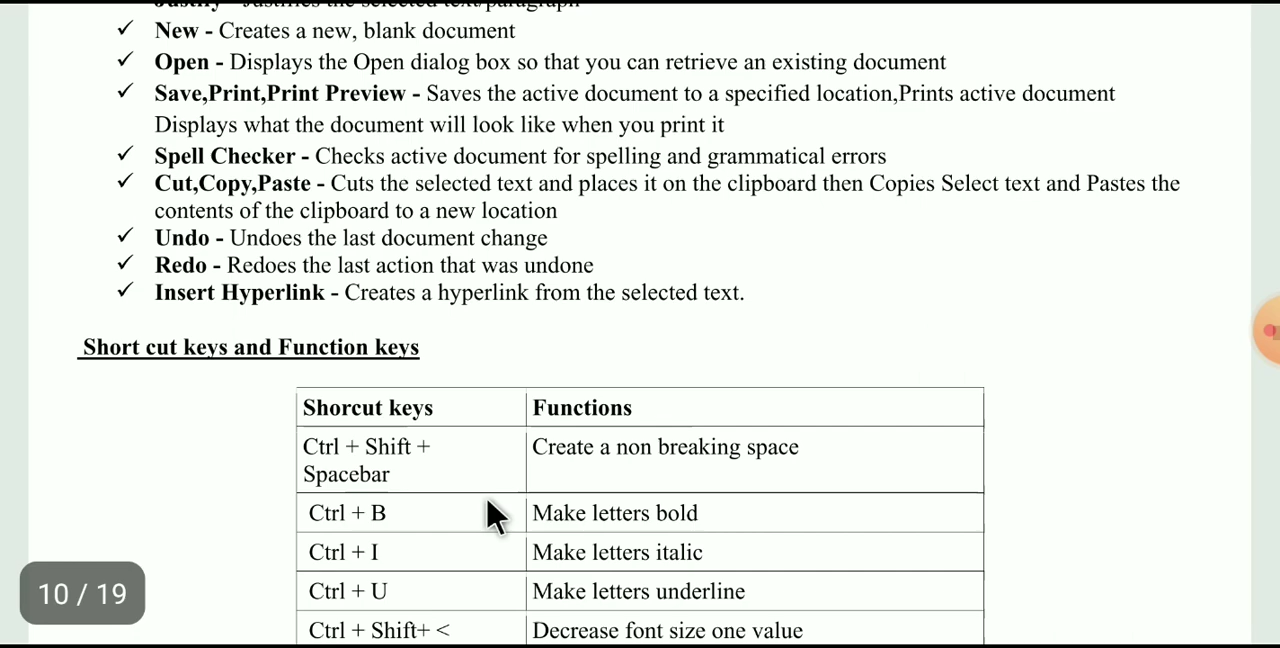 Justify - Justifies the selected text/paragraph
✓ New - Creates a new, blank document
✓ Open - Displays the Open dialog box so that you can retrieve an existing document
✓ Save,Print,Print Preview - Saves the active document to a specified location,Prints active document
Displays what the document will look like when you print it
✓ Spell Checker - Checks active document for spelling and grammatical errors
✓ Cut,Copy,Paste - Cuts the selected text and places it on the clipboard then Copies Select text and Pastes the
contents of the clipboard to a new location
✓ Undo - Undoes the last document change
✓ Redo - Redoes the last action that was undone
✓ Insert Hyperlink - Creates a hyperlink from the selected text.
Short cut keys and Function keys
Shorcut keys Functions
Ctrl + Shift + Create a non breaking space
Spacebar
Ctrl + B Make letters bold
Ctrl + I Make letters italic
Ctrl + U Make letters underline
Ctrl + Shift+ < Decrease font size one value
10 / 19